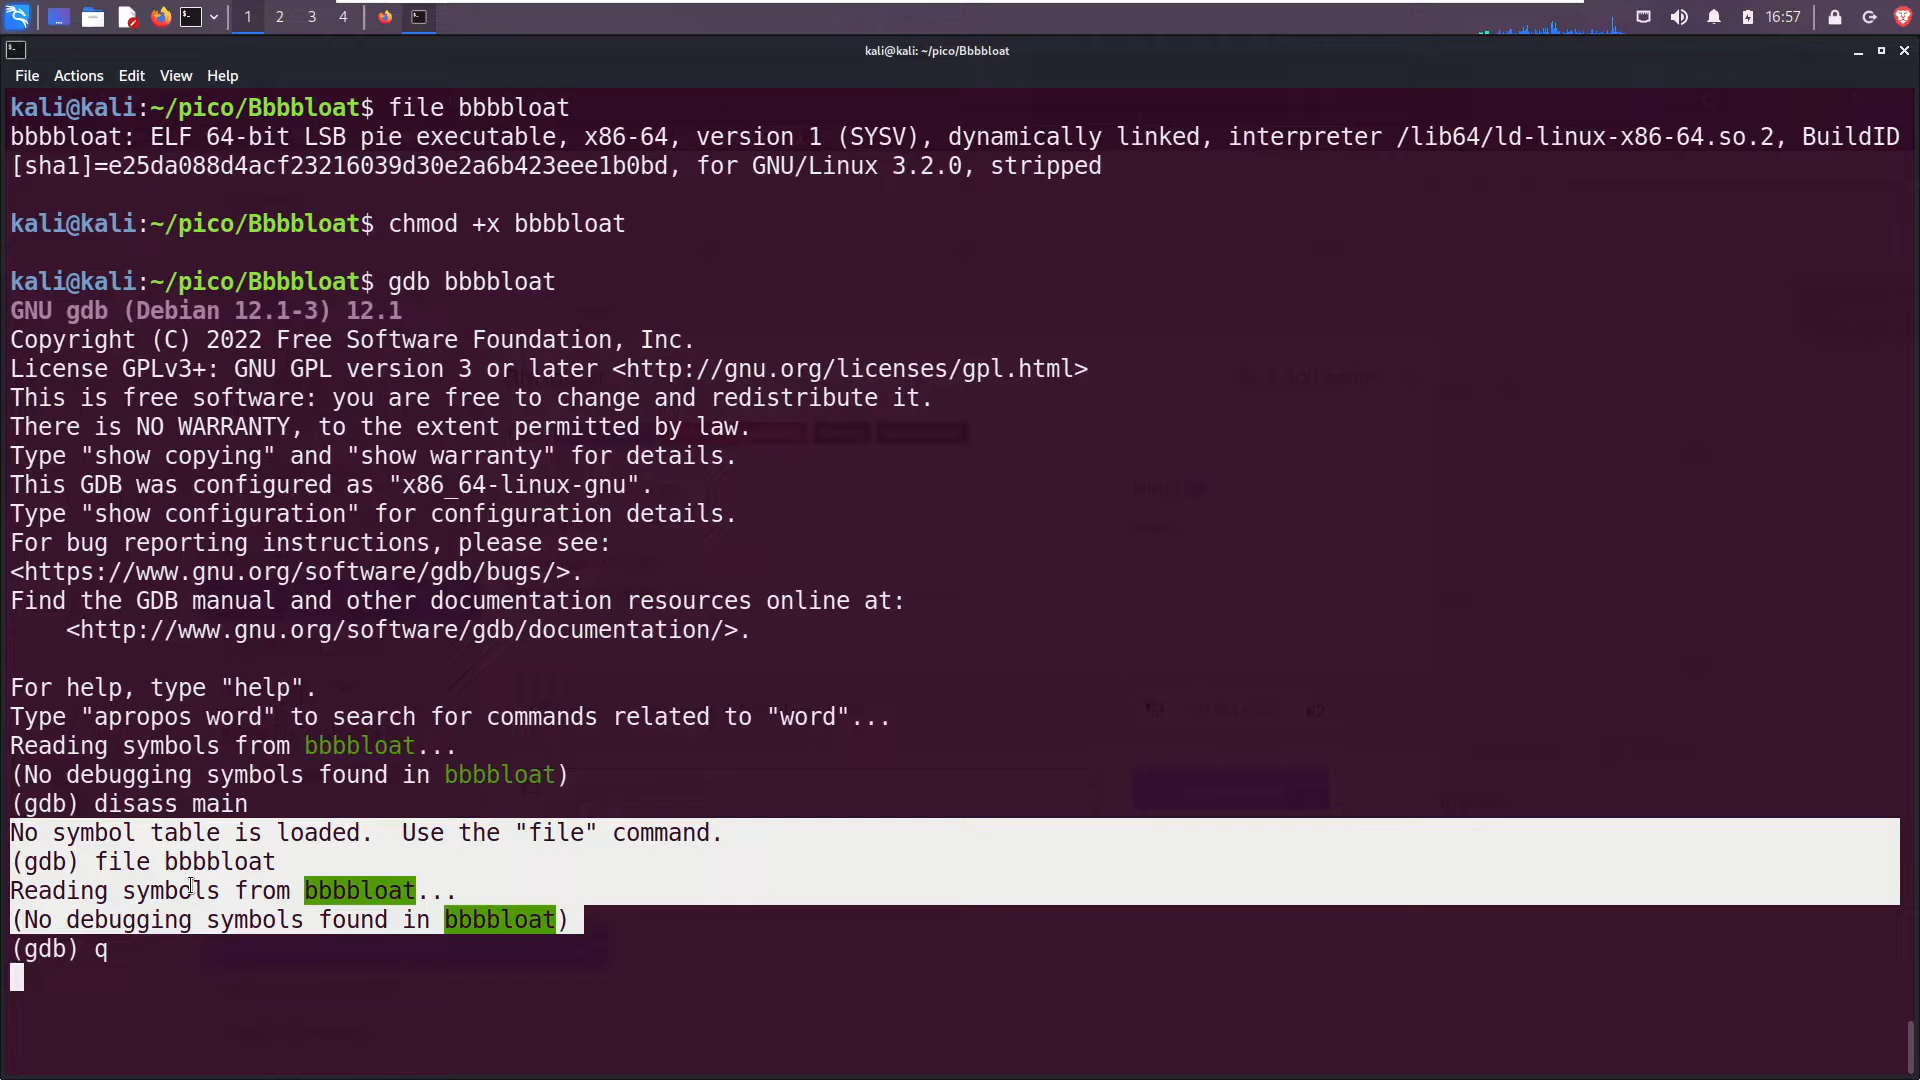 1 2 3 4 16:57
kali@kali: ~/pico/Bbbbloat
File Actions Edit View Help
kali@kali:~/pico/Bbbbloat$ file bbbbloat
bbbbloat: ELF 64-bit LSB pie executable, x86-64, version 1 (SYSV), dynamically linked, interpreter /lib64/ld-linux-x86-64.so.2, BuildID
[sha1]=e25da088d4acf23216039d30e2a6b423eee1b0bd, for GNU/Linux 3.2.0, stripped
kali@kali:~/pico/Bbbbloat$ chmod +x bbbbloat
kali@kali:~/pico/Bbbbloat$ gdb bbbbloat
GNU gdb (Debian 12.1-3) 12.1
Copyright (C) 2022 Free Software Foundation, Inc.
License GPLv3+: GNU GPL version 3 or later <http://gnu.org/licenses/gpl.html>
This is free software: you are free to change and redistribute it.
There is NO WARRANTY, to the extent permitted by law.
Type "show copying" and "show warranty" for details.
This GDB was configured as "x86_64-linux-gnu".
Type "show configuration" for configuration details.
For bug reporting instructions, please see:
<https://www.gnu.org/software/gdb/bugs/>.
Find the GDB manual and other documentation resources online at:
    <http://www.gnu.org/software/gdb/documentation/>.
For help, type "help".
Type "apropos word" to search for commands related to "word"...
Reading symbols from bbbbloat...
(No debugging symbols found in bbbbloat)
(gdb) disass main
No symbol table is loaded.  Use the "file" command.
(gdb) file bbbbloat
Reading symbols from bbbbloat...
(No debugging symbols found in bbbbloat)
(gdb) q